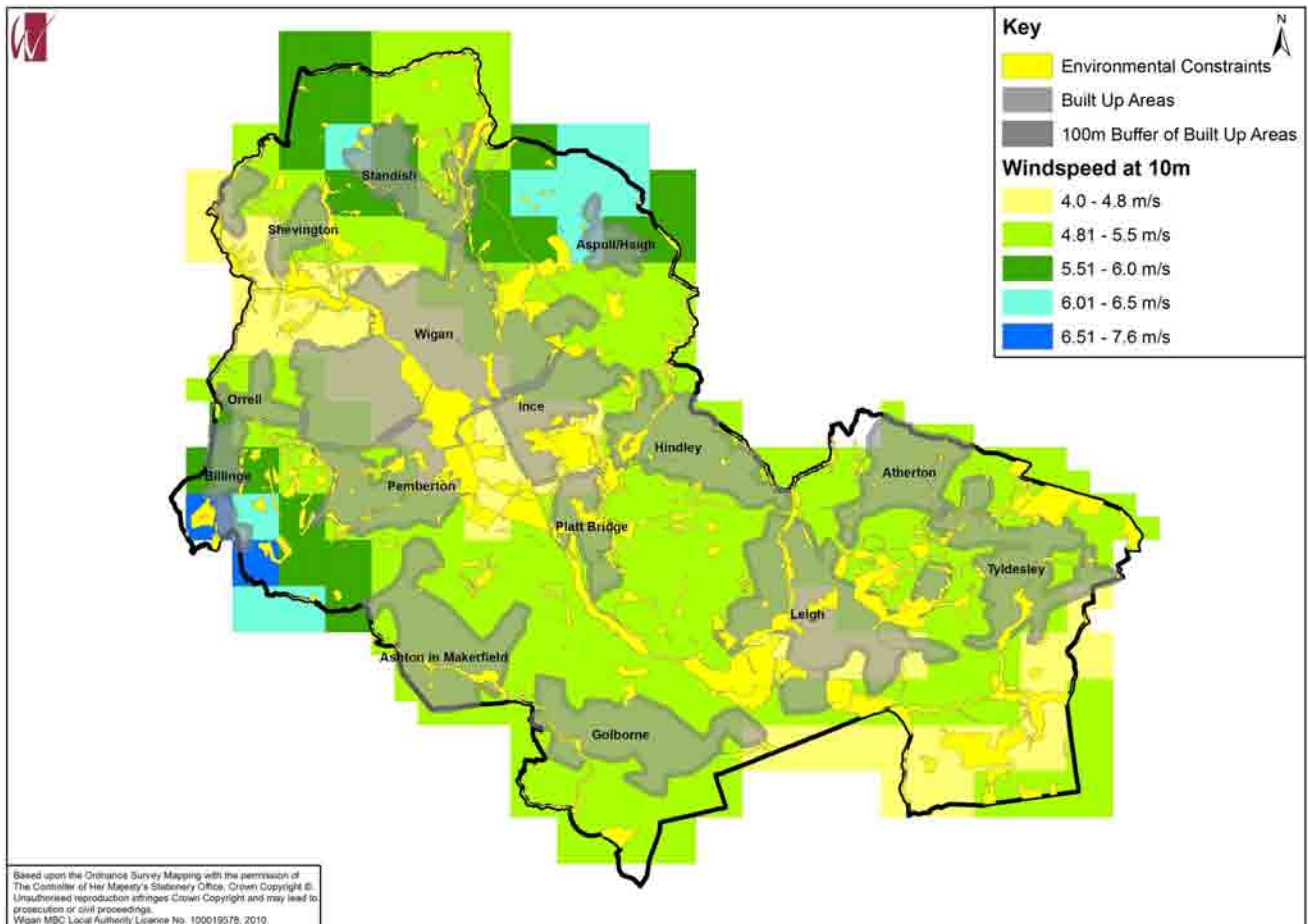 W
Key
N
Environmental Constraints
Built Up Areas
100m Buffer of Built Up Areas
Windspeed at 10m
4.0 - 4.8 m/s
4.81 - 5.5 m/s
5.51 - 6.0 m/s
6.01 - 6.5 m/s
6.51 - 7.6 m/s
Standish
Shevington
Aspull/Haigh
Wigan
Orrell
Ince
Hindley
Atherton
Billinge
Pemberton
Platt Bridge
Tyldesley
Leigh
Ashton in Makerfield
Golborne
Based upon the Ordnance Survey Mapping with the permission of
The Controller of Her Majesty's Stationery Office, Crown Copyright ©.
Unauthorised reproduction infringes Crown Copyright and may lead to
prosecution or civil proceedings.
Wigan MBC Local Authority Licence No. 100019578, 2010.